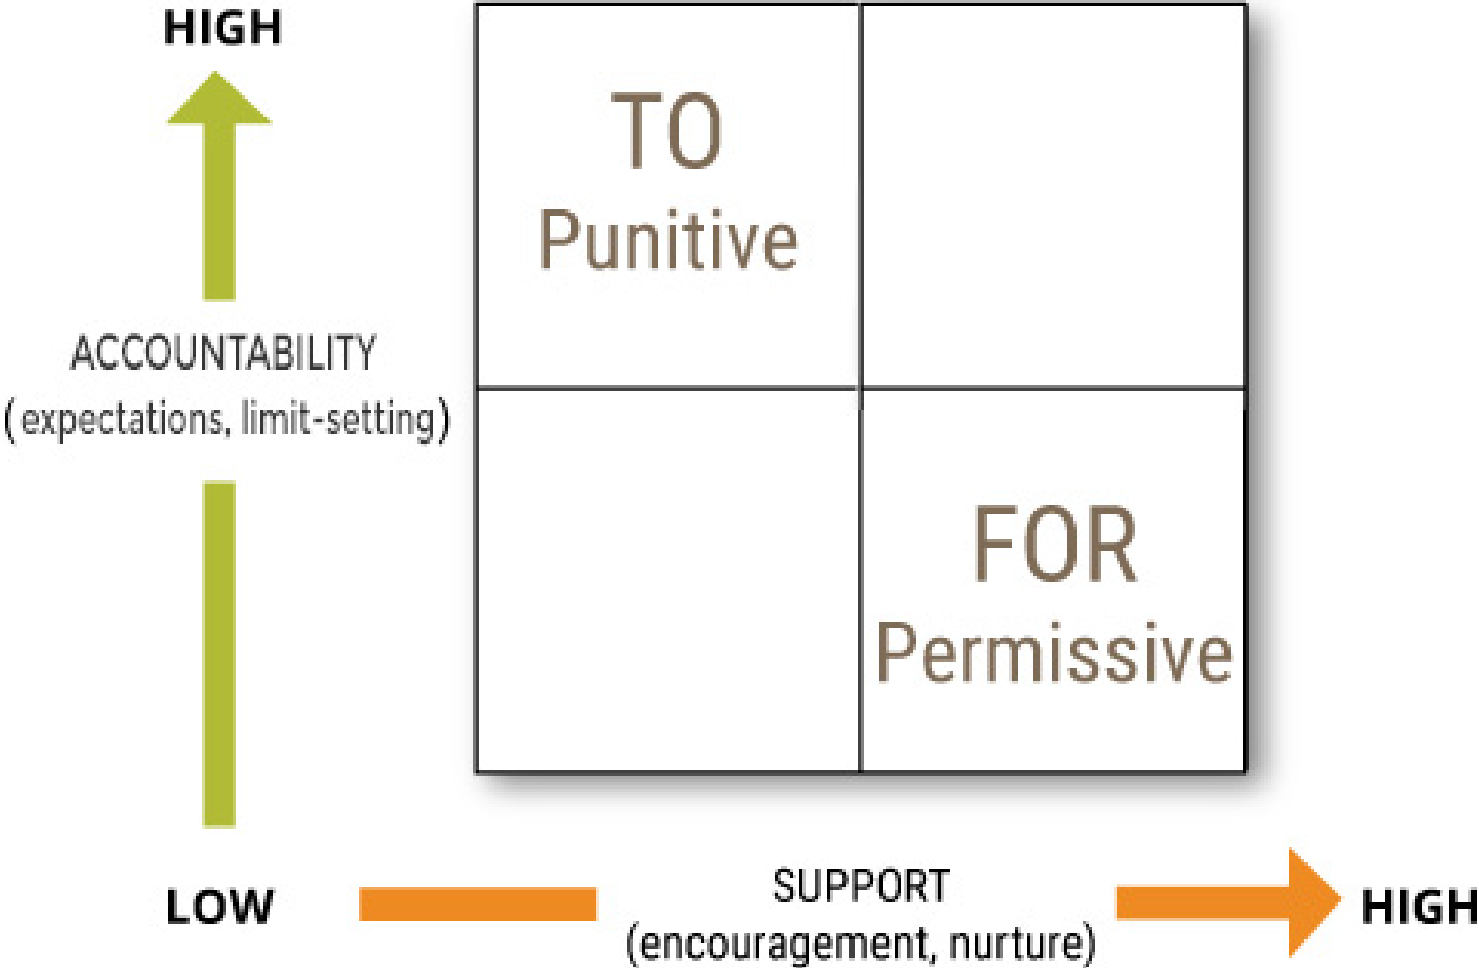 HIGH
TO
Punitive
ACCOUNTABILITY
(expectations, limit-setting)
FOR
Permissive
LOW
SUPPORT
(encouragement, nurture)
HIGH